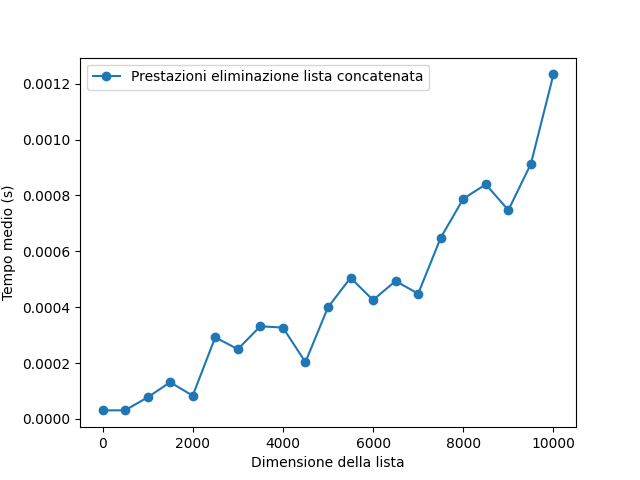 Prestazioni eliminazione lista concatenata
0.0012
0.0010
0.0008
0.0006
0.0004
0.0002
0.0000
Tempo medio (s)
0 2000 4000 6000 8000 10000
Dimensione della lista